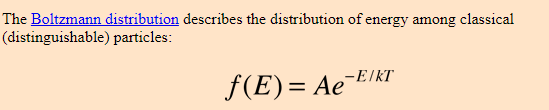 The Boltzmann distribution describes the distribution of energy among classical
(distinguishable) particles:
f(E) = Ae^{-E/kT}